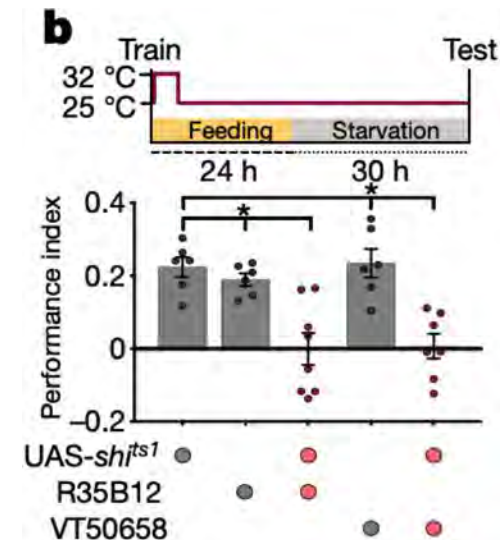 b
Train Test
32 °C
25 °C
Feeding Starvation
24 h 30 h
*
*
0.4
0.2
0
–0.2
Performance index
UAS-shi^ts1
R35B12
VT50658